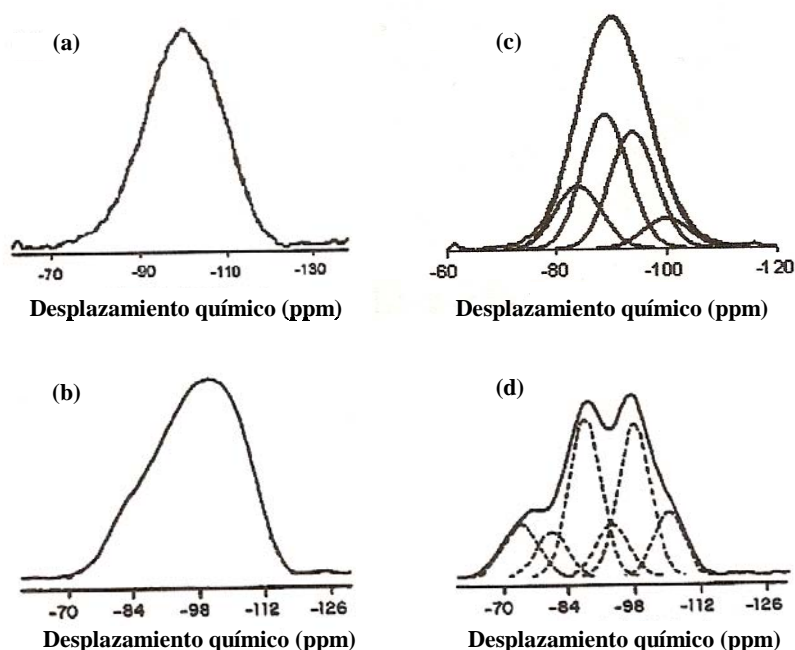 (a)
-70 -90 -110 -130
Desplazamiento químico (ppm)
(c)
-60 -80 -100 -120
Desplazamiento químico (ppm)
(b)
-70 -84 -98 -112 -126
Desplazamiento químico (ppm)
(d)
-70 -84 -98 -112 -126
Desplazamiento químico (ppm)